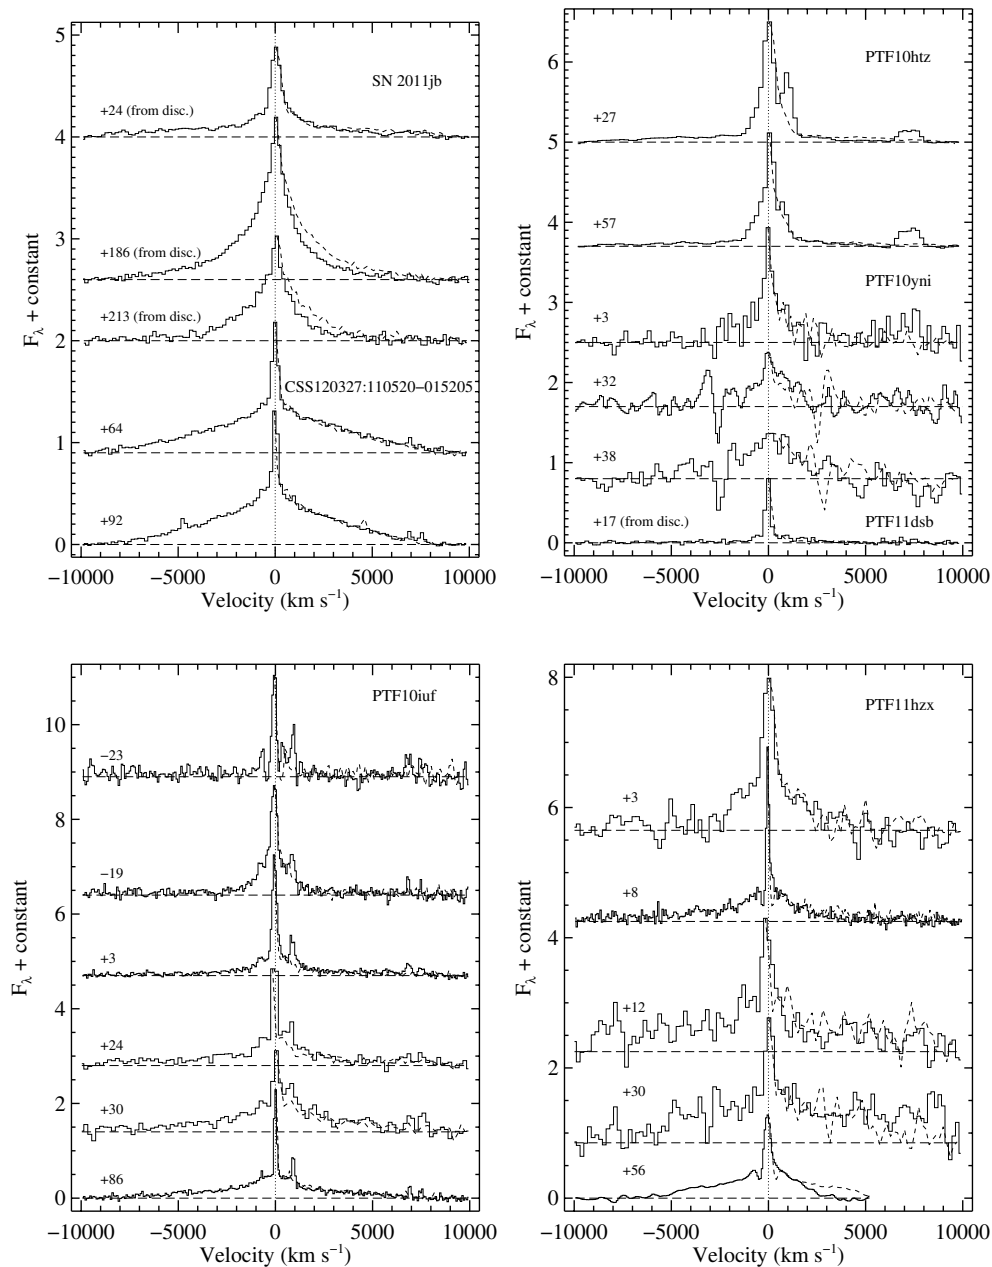 SN 2011jb
+24 (from disc.)
+186 (from disc.)
+213 (from disc.)
CSS120327:110520−015205
+64
+92
5
4
3
2
1
0
−10000 −5000 0 5000 10000
Velocity (km s⁻¹)
Fλ + constant
PTF10htz
+27
+57
PTF10yni
+3
+32
+38
PTF11dsb
+17 (from disc.)
6
5
4
3
2
1
0
−10000 −5000 0 5000 10000
Velocity (km s⁻¹)
Fλ + constant
PTF10iuf
−23
−19
+3
+24
+30
+86
10
8
6
4
2
0
−10000 −5000 0 5000 10000
Velocity (km s⁻¹)
Fλ + constant
PTF11hzx
+3
+8
+12
+30
+56
8
6
4
2
0
−10000 −5000 0 5000 10000
Velocity (km s⁻¹)
Fλ + constant